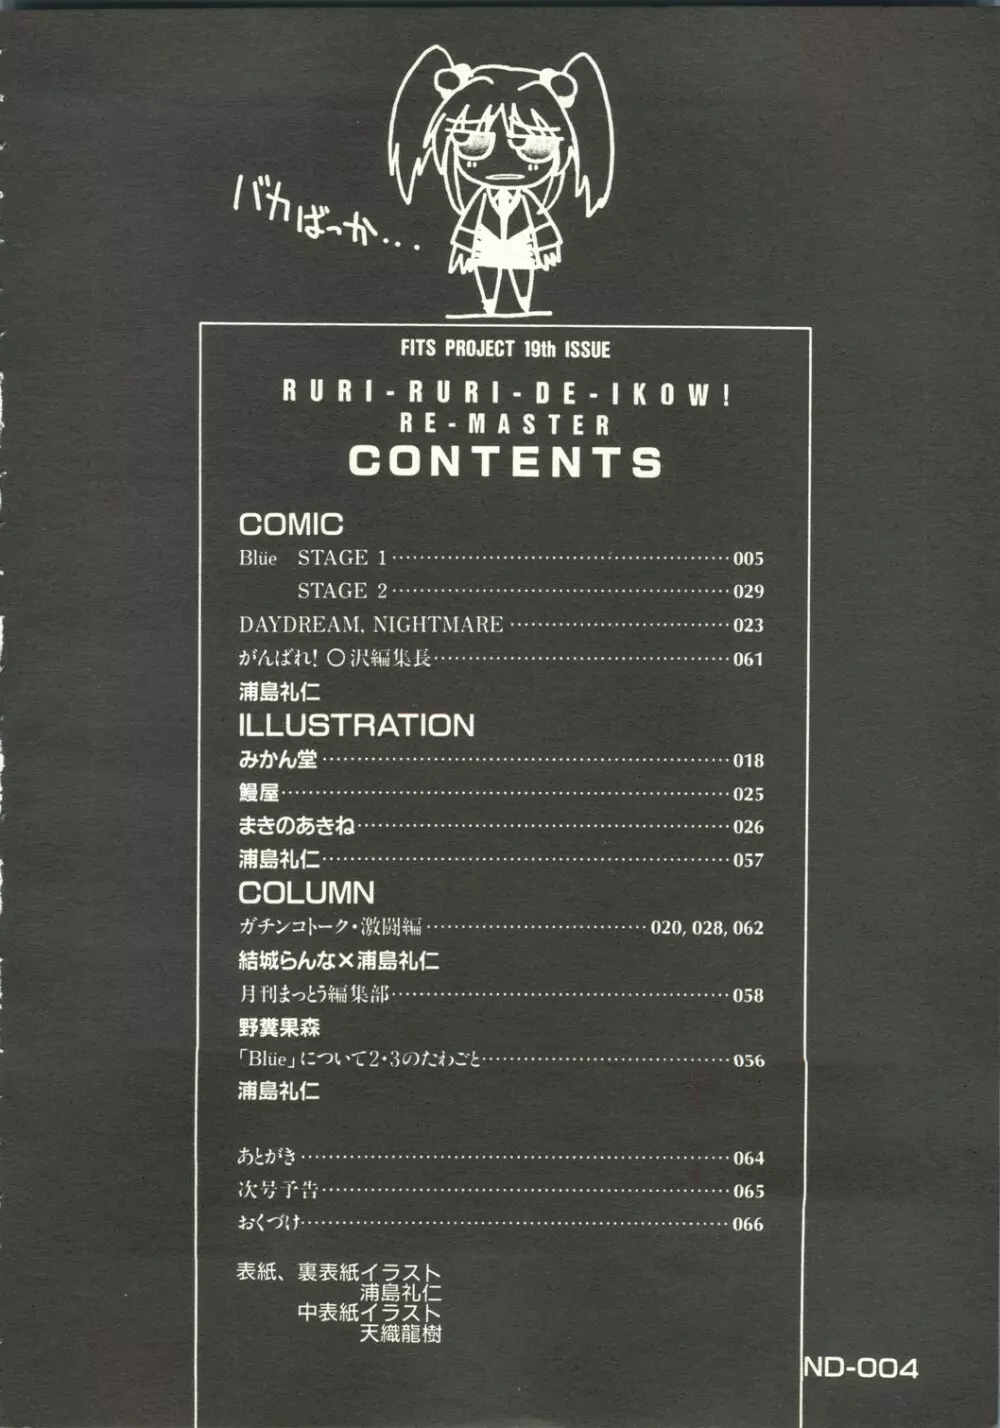 バカばっか...
FITS PROJECT 19th ISSUE
RURI-RURI-DE-IKOW!
RE-MASTER
CONTENTS
COMIC
Blüe STAGE 1 005
STAGE 2 029
DAYDREAM, NIGHTMARE 023
がんばれ! 〇沢編集長 061
浦島礼仁
ILLUSTRATION
みかん堂 018
鰻屋 025
まきのあきね 026
浦島礼仁 057
COLUMN
ガチンコトーク・激闘編 020, 028, 062
結城らんな×浦島礼仁
月刊まっとう編集部 058
野糞果森
「Blüe」について2・3のたわごと 056
浦島礼仁
あとがき 064
次号予告 065
おくづけ 066
表紙、裏表紙イラスト
浦島礼仁
中表紙イラスト
天織龍樹
ND-004